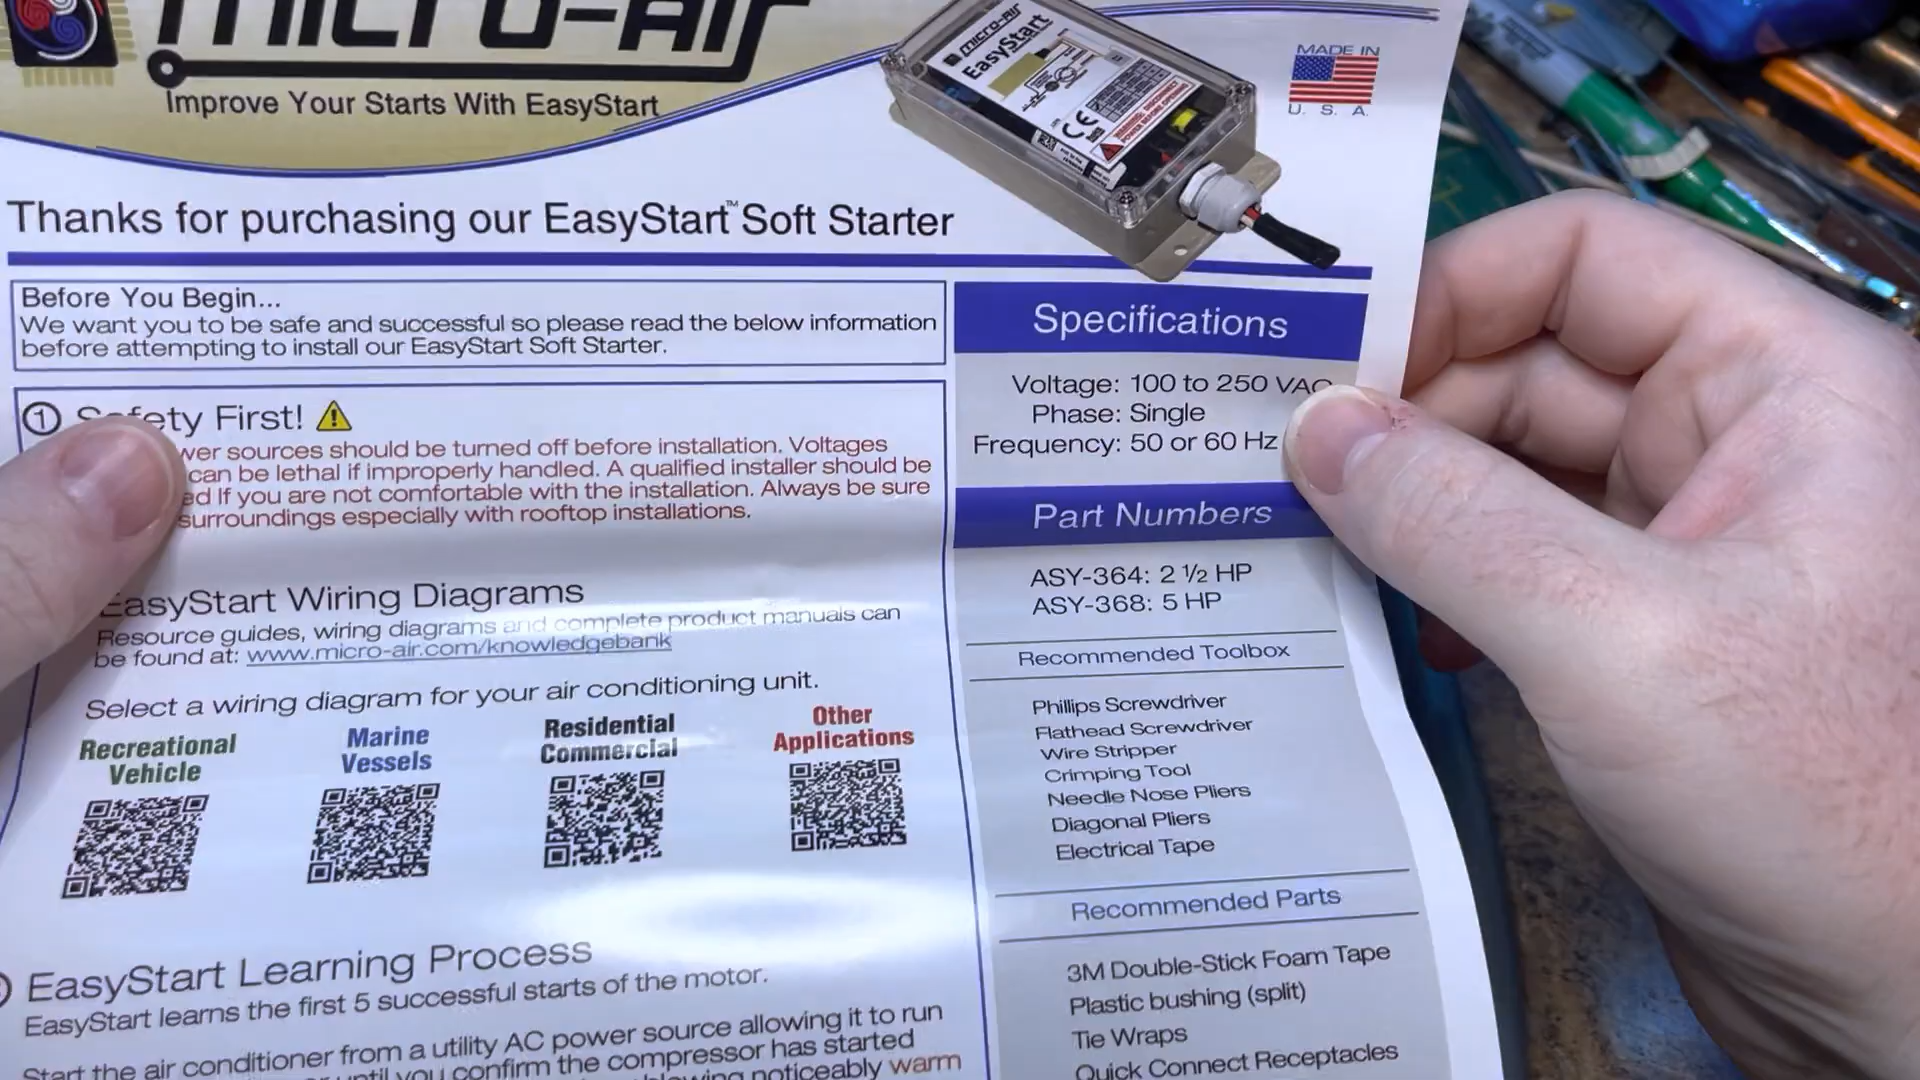 MICRO-AIR
Improve Your Starts With EasyStart
MICRO-AIR
EasyStart
CE
MADE IN
U. S. A.
Thanks for purchasing our EasyStart™ Soft Starter
Before You Begin...
We want you to be safe and successful so please read the below information
before attempting to install our EasyStart Soft Starter.
1 Safety First!
sources should be turned off before installation. Voltages
can be lethal if improperly handled. A qualified installer should be
If you are not comfortable with the installation. Always be sure
surroundings especially with rooftop installations.
EasyStart Wiring Diagrams
Resource guides, wiring diagrams and complete product manuals can
be found at: www.micro-air.com/knowledgebank
Select a wiring diagram for your air conditioning unit.
Recreational
Vehicle
Marine
Vessels
Residential
Commercial
Other
Applications
EasyStart Learning Process
EasyStart learns the first 5 successful starts of the motor.
Start the air conditioner from a utility AC power source allowing it to run
until you confirm the compressor has started
noticeably warm
Specifications
Voltage: 100 to 250 VAC
Phase: Single
Frequency: 50 or 60 Hz
Part Numbers
ASY-364: 2 ½ HP
ASY-368: 5 HP
Recommended Toolbox
Phillips Screwdriver
Flathead Screwdriver
Wire Stripper
Crimping Tool
Needle Nose Pliers
Diagonal Pliers
Electrical Tape
Recommended Parts
3M Double-Stick Foam Tape
Plastic bushing (split)
Tie Wraps
Quick Connect Receptacles